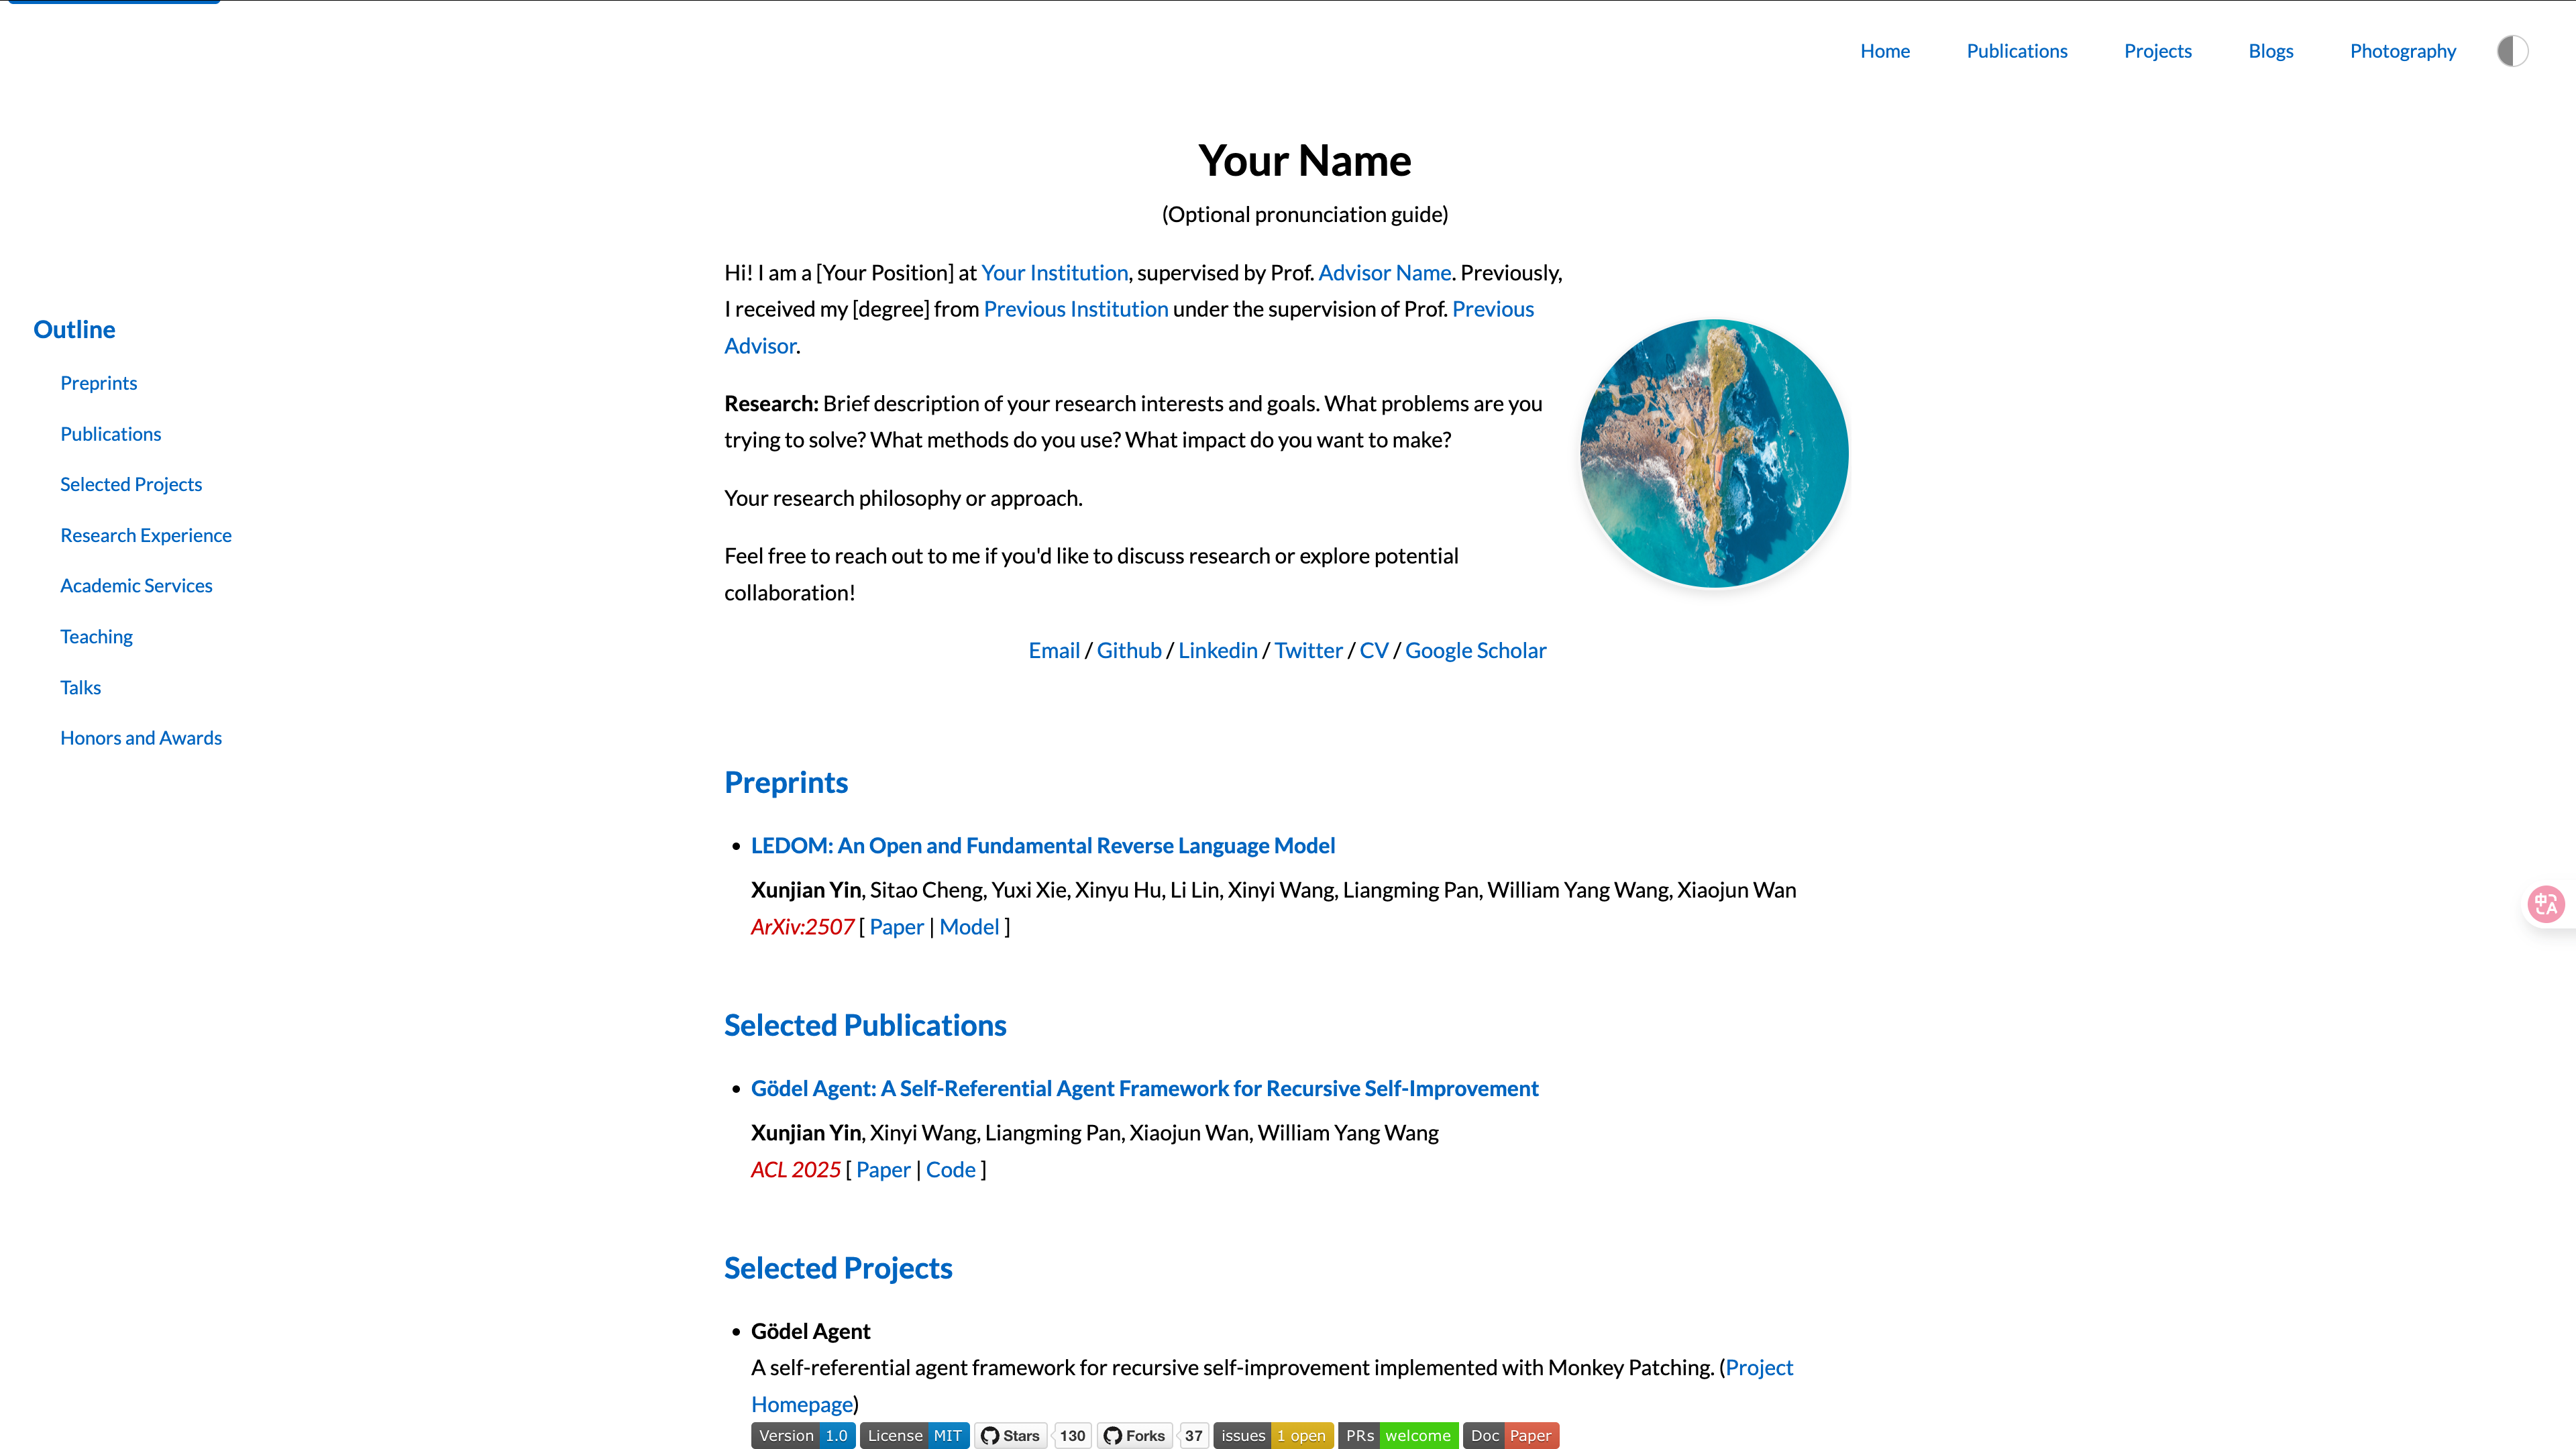 Home Publications Projects Blogs Photography
Your Name
(Optional pronunciation guide)
Hi! I am a [Your Position] at Your Institution, supervised by Prof. Advisor Name. Previously,
I received my [degree] from Previous Institution under the supervision of Prof. Previous
Advisor.
Research: Brief description of your research interests and goals. What problems are you
trying to solve? What methods do you use? What impact do you want to make?
Your research philosophy or approach.
Feel free to reach out to me if you'd like to discuss research or explore potential
collaboration!
Email / Github / Linkedin / Twitter / CV / Google Scholar
Outline
Preprints
Publications
Selected Projects
Research Experience
Academic Services
Teaching
Talks
Honors and Awards
Preprints
LEDOM: An Open and Fundamental Reverse Language Model
Xunjian Yin, Sitao Cheng, Yuxi Xie, Xinyu Hu, Li Lin, Xinyi Wang, Liangming Pan, William Yang Wang, Xiaojun Wan
ArXiv:2507 [ Paper | Model ]
Selected Publications
Gödel Agent: A Self-Referential Agent Framework for Recursive Self-Improvement
Xunjian Yin, Xinyi Wang, Liangming Pan, Xiaojun Wan, William Yang Wang
ACL 2025 [ Paper | Code ]
Selected Projects
Gödel Agent
A self-referential agent framework for recursive self-improvement implemented with Monkey Patching. (Project
Homepage)
Version 1.0 License MIT Stars 130 Forks 37 issues 1 open PRs welcome Doc Paper
中A